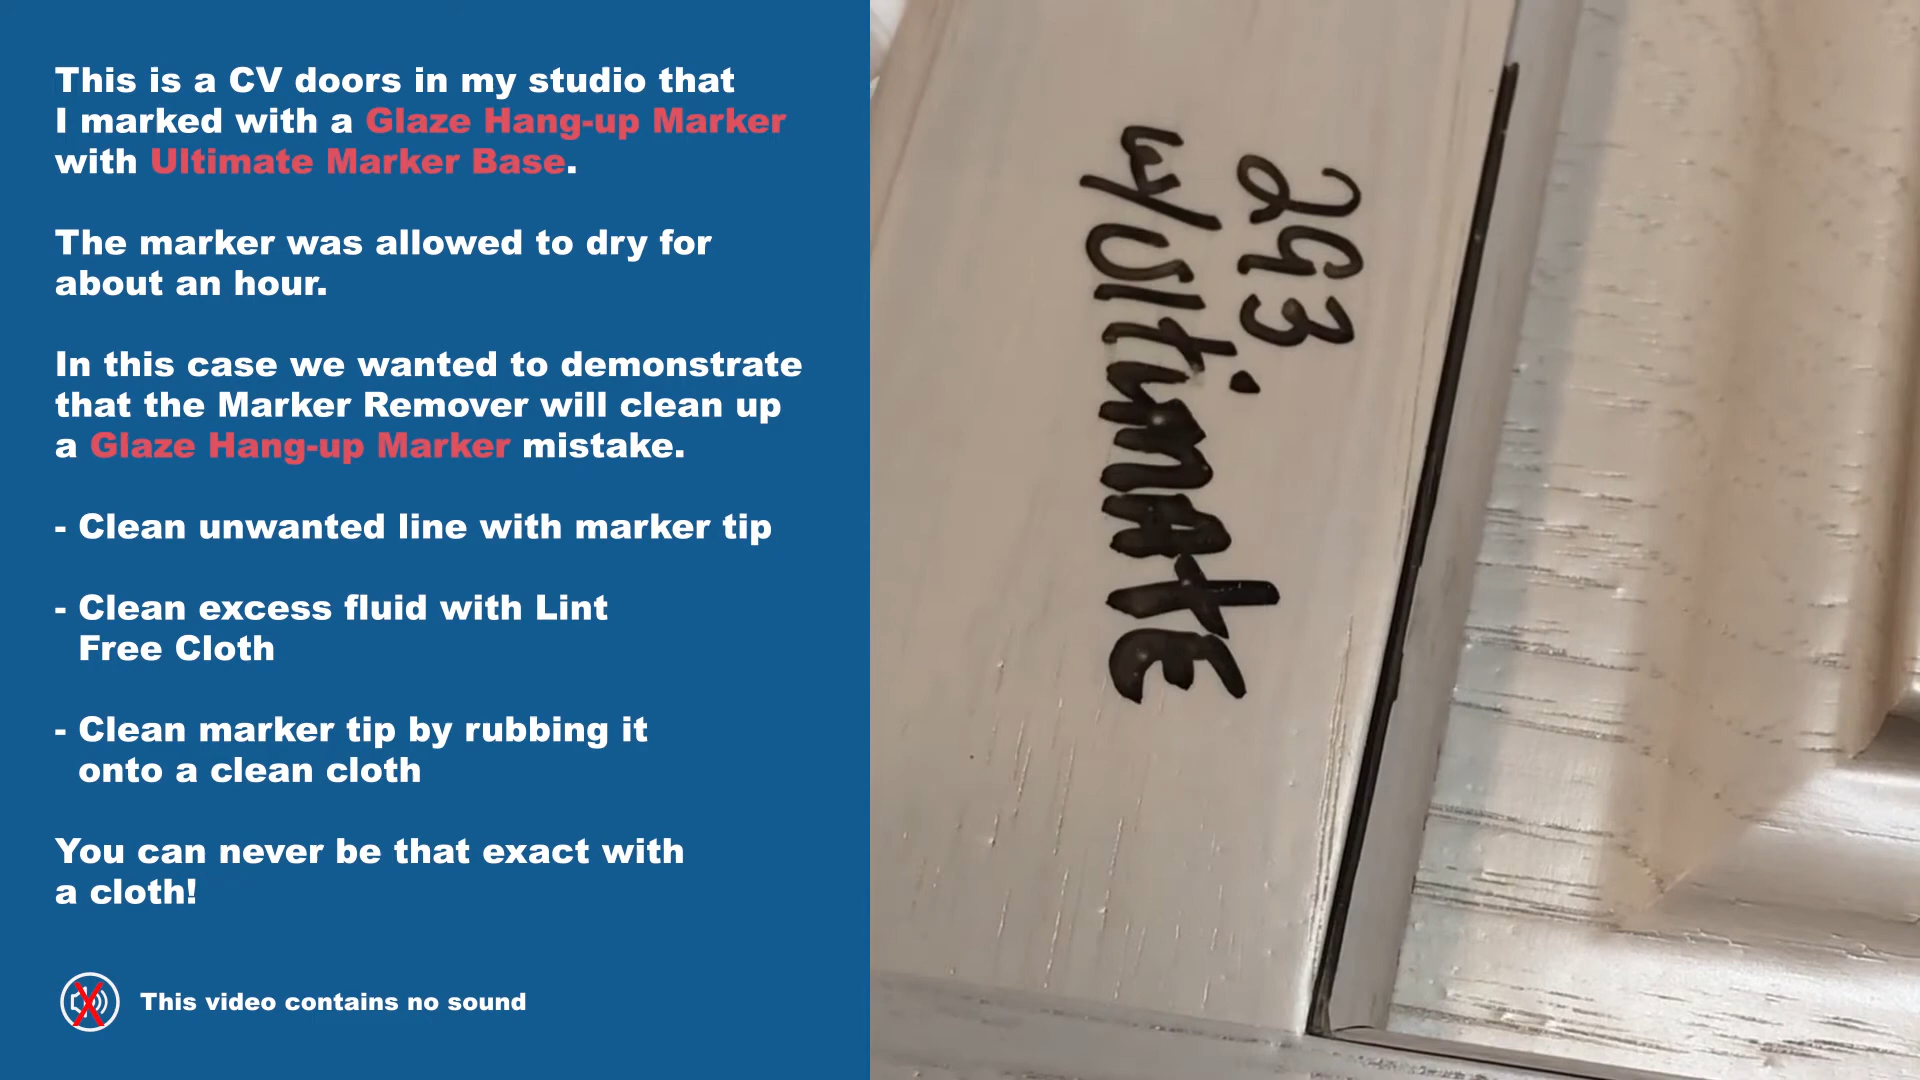 This is a CV doors in my studio that
I marked with a Glaze Hang-up Marker
with Ultimate Marker Base.
The marker was allowed to dry for
about an hour.
In this case we wanted to demonstrate
that the Marker Remover will clean up
a Glaze Hang-up Marker mistake.
- Clean unwanted line with marker tip
- Clean excess fluid with Lint
Free Cloth
- Clean marker tip by rubbing it
onto a clean cloth
You can never be that exact with
a cloth!
This video contains no sound
w/Ultimate